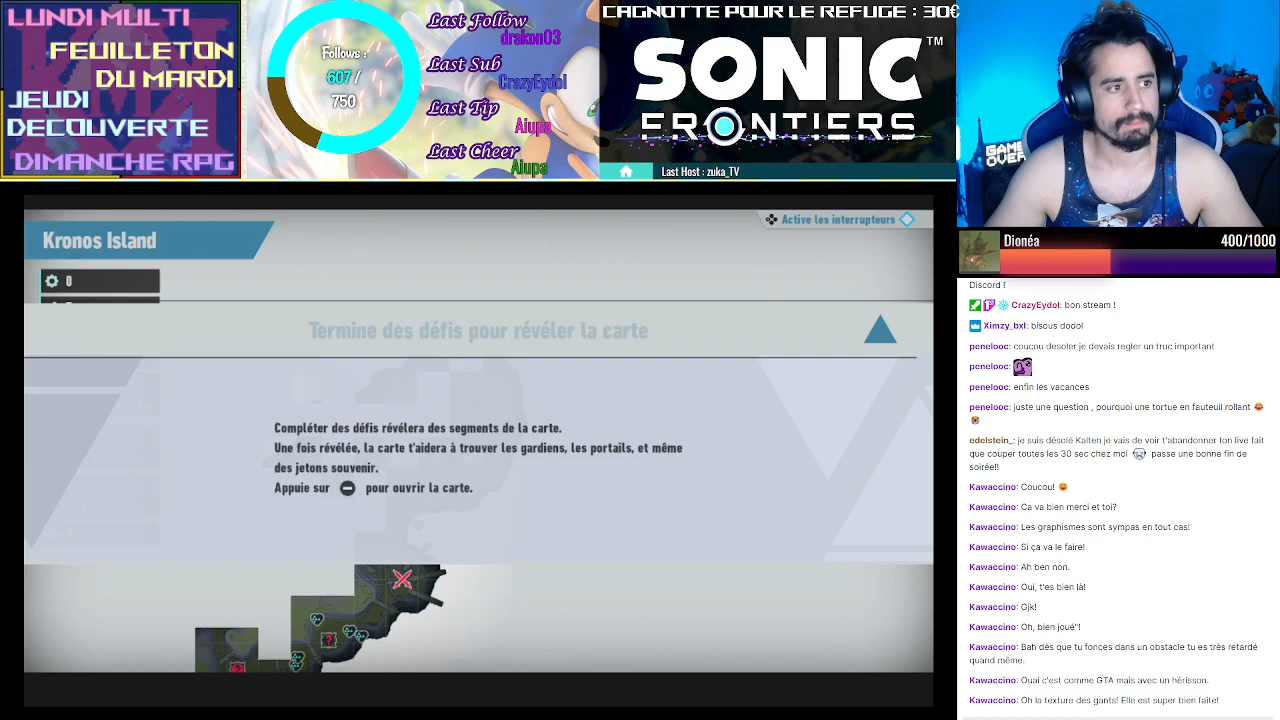 LUNDI MULTI
FEUILLETON
DU MARDI
JEUDI
DECOUVERTE
DIMANCHE RPG
Follows :
607 /
750
Last Follow
drakon03
Last Sub
CrazyEydol
Last Tip
Aiupa
Last Cheer
Aiupa
CAGNOTTE POUR LE REFUGE : 30€
SONIC™
FRONTIERS
Last Host : zuka_TV
GAME
OVER
Dionéa
400/1000
Kronos Island
0
Active les interrupteurs
Termine des défis pour révéler la carte
Compléter des défis révélera des segments de la carte.
Une fois révélée, la carte t'aidera à trouver les gardiens, les portails, et même
des jetons souvenir.
Appuie sur pour ouvrir la carte.
Discord !
CrazyEydol: bon stream !
Ximzy_bxl: bisous dodol
penelooc: coucou desoler je devais regler un truc important
penelooc:
penelooc: enfin les vacances
penelooc: juste une question , pourquoi une tortue en fauteuil rollant
edelstein_: je suis désolé Kalten je vais de voir t'abandonner ton live fait
que couper toutes les 30 sec chez moi passe une bonne fin de
soirée!!
Kawaccino: Coucou!
Kawaccino: Ca va bien merci et toi?
Kawaccino: Les graphismes sont sympas en tout cas!
Kawaccino: Si ça va le faire!
Kawaccino: Ah ben non.
Kawaccino: Oui, t'es bien là!
Kawaccino: Gjk!
Kawaccino: Oh, bien joué"!
Kawaccino: Bah dès que tu fonces dans un obstacle tu es très retardé
quand même.
Kawaccino: Ouai c'est comme GTA mais avec un hérisson.
Kawaccino: Oh la texture des gants! Elle est super bien faite!